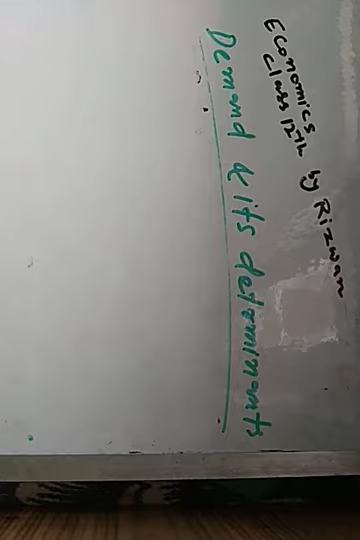 Economics by Rizwan
Class 12th
Demand & its determinants